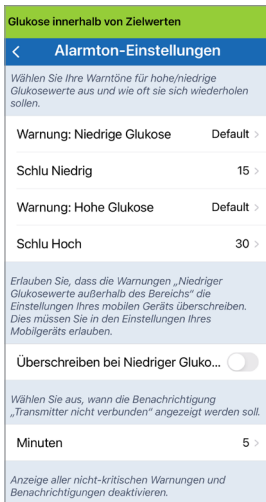 Glukose innerhalb von Zielwerten
< Alarmton-Einstellungen
Wählen Sie Ihre Warntöne für hohe/niedrige
Glukosewerte aus und wie oft sie sich wiederholen
sollen.
Warnung: Niedrige Glukose Default >
Schlu Niedrig 15 >
Warnung: Hohe Glukose Default >
Schlu Hoch 30 >
Erlauben Sie, dass die Warnungen „Niedriger
Glukosewerte außerhalb des Bereichs" die
Einstellungen Ihres mobilen Geräts überschreiben.
Dies müssen Sie in den Einstellungen Ihres
Mobilgeräts erlauben.
Überschreiben bei Niedriger Gluko...
Wählen Sie aus, wann die Benachrichtigung
„Transmitter nicht verbunden" angezeigt werden soll.
Minuten 5 >
Anzeige aller nicht-kritischen Warnungen und
Benachrichtigungen deaktivieren.